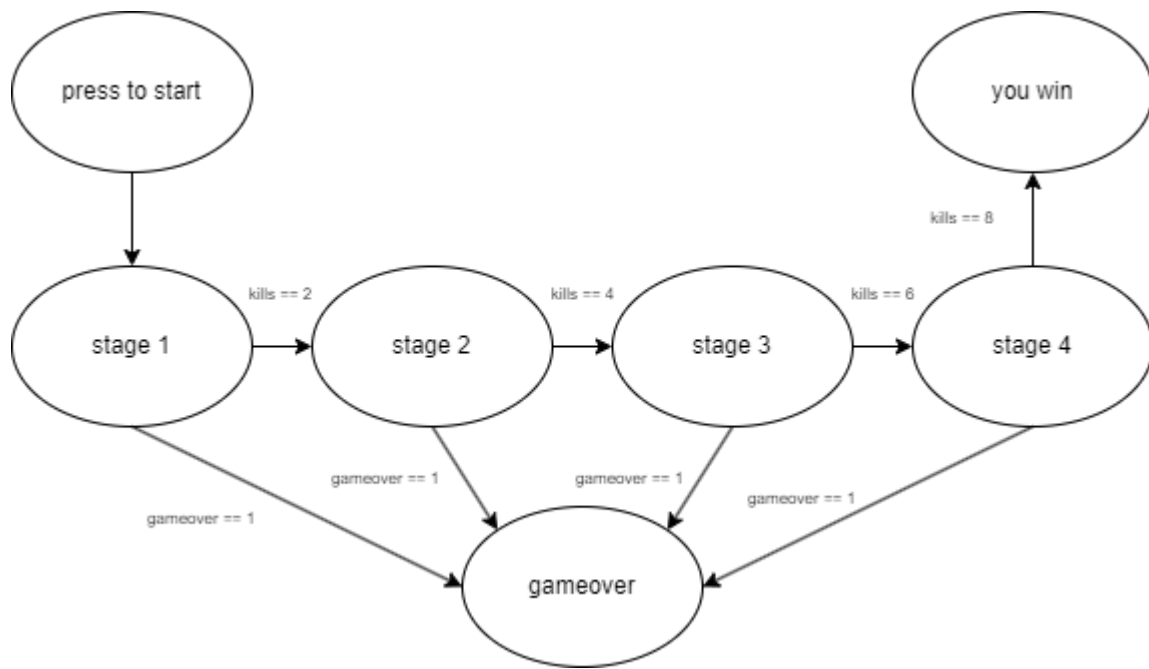 press to start
you win
kills == 8
kills == 2
kills == 4
kills == 6
stage 1
stage 2
stage 3
stage 4
gameover == 1
gameover == 1
gameover == 1
gameover == 1
gameover